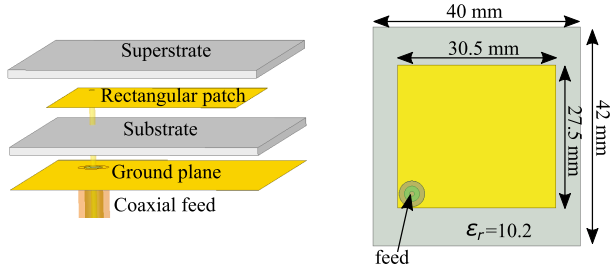 Superstrate
Rectangular patch
Substrate
Ground plane
Coaxial feed
40 mm
30.5 mm
27.5 mm
42 mm
εr=10.2
feed